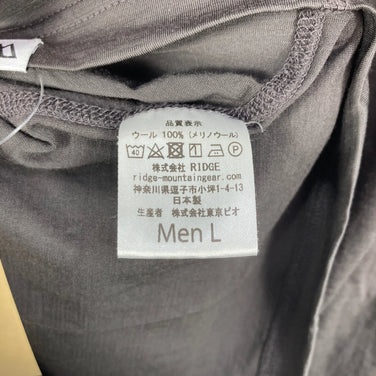 品質表示
ウール 100% (メリノウール)
40 P
株式会社 RIDGE
ridge-mountaingear.com
神奈川県逗子市小坪1-4-13
日本製
生産者 株式会社東京ビオ
Men L